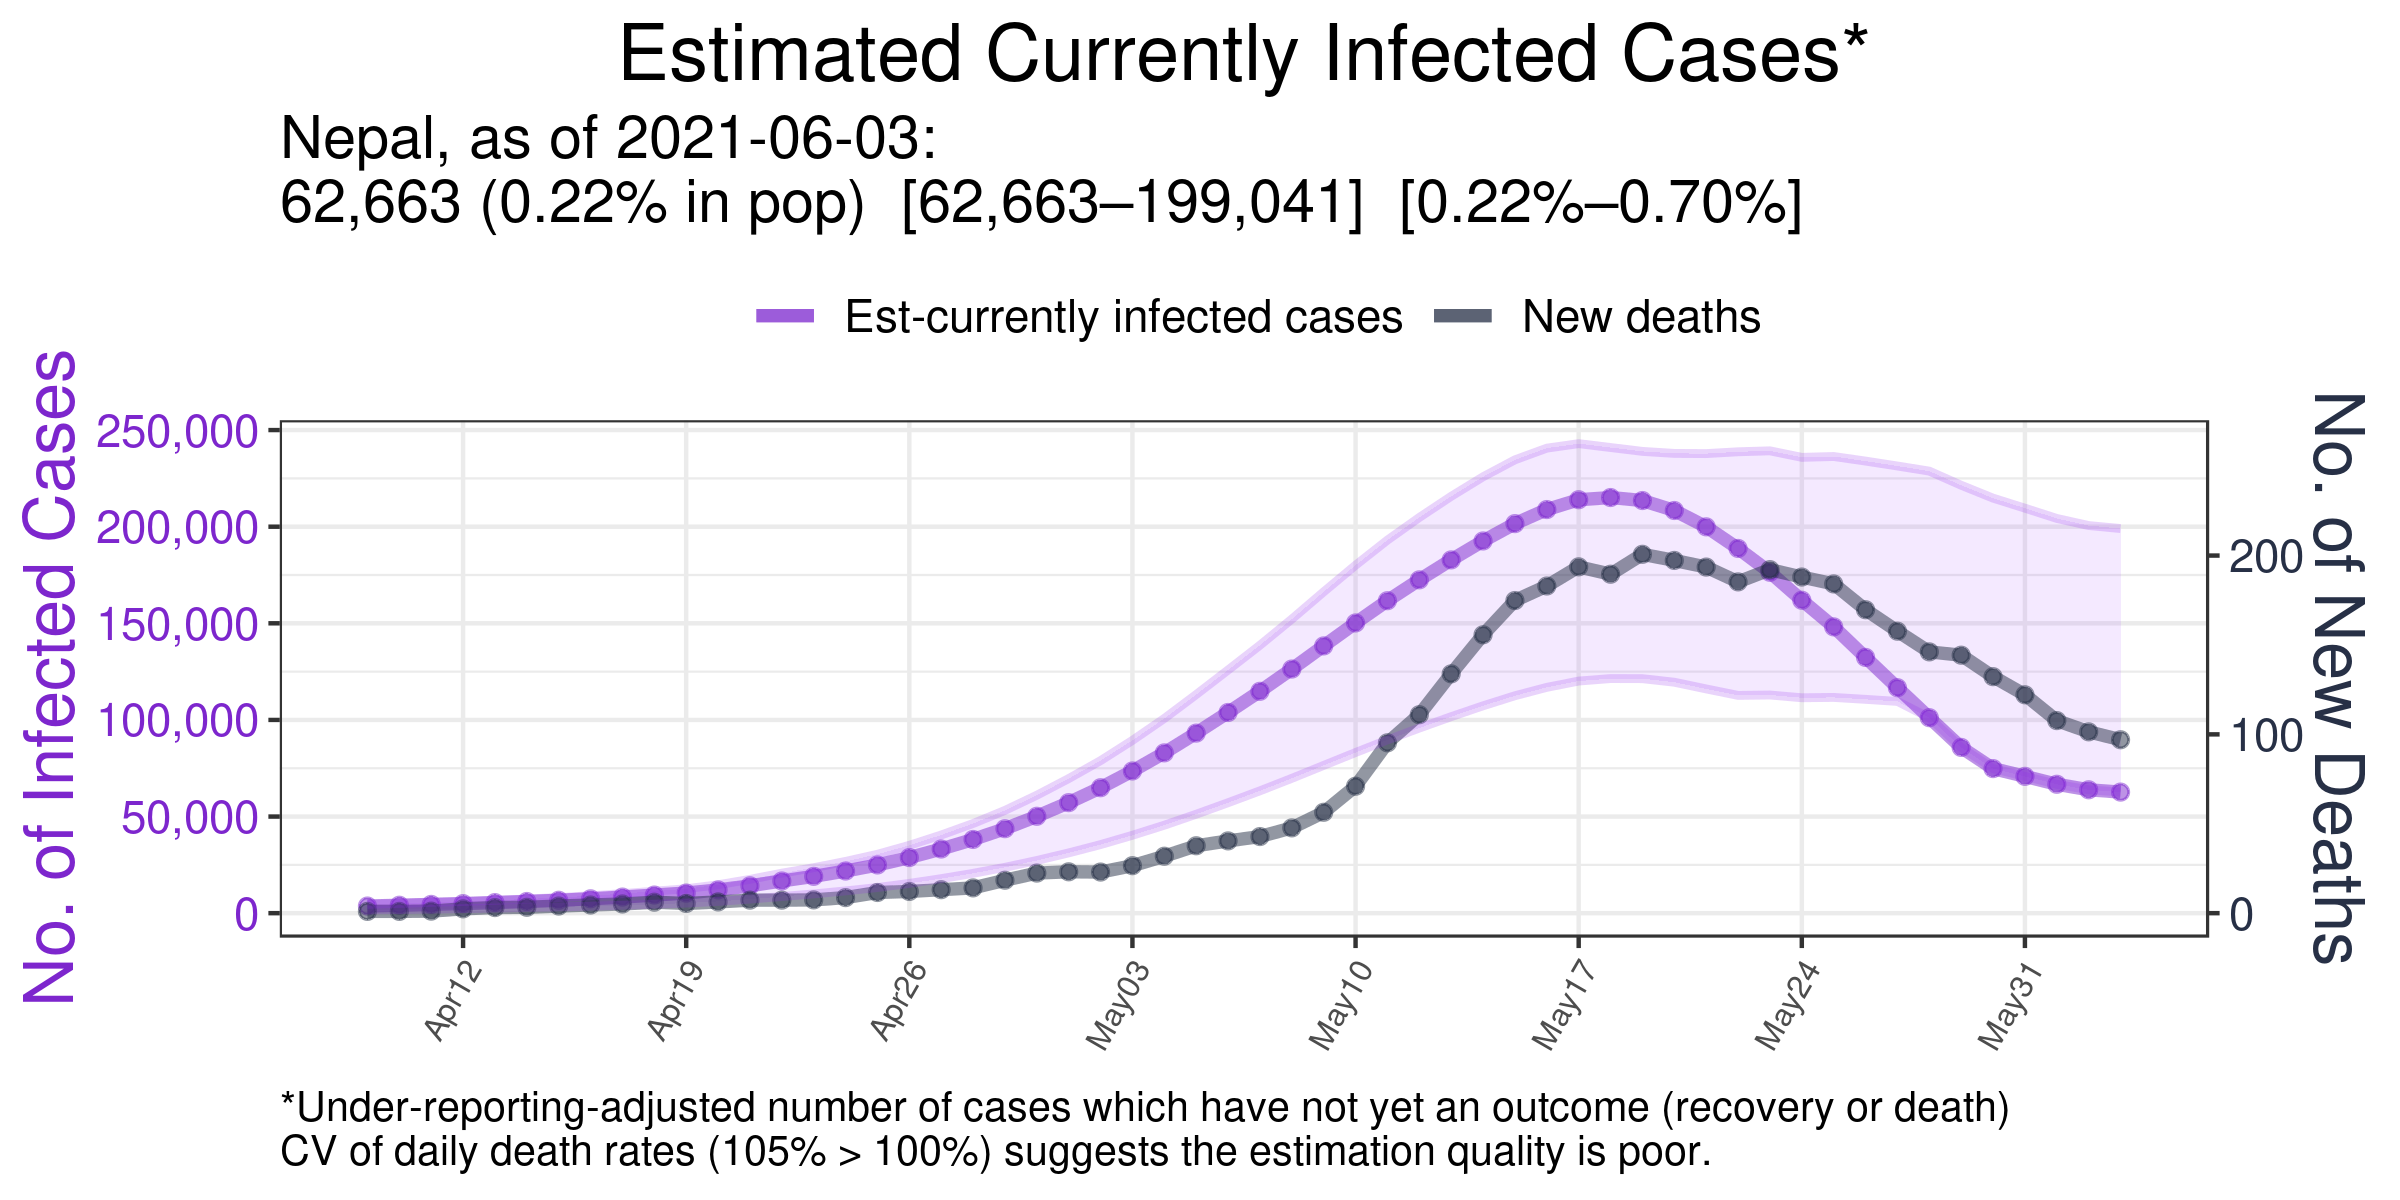 Estimated Currently Infected Cases*
Nepal, as of 2021-06-03:
62,663 (0.22% in pop)  [62,663–199,041]  [0.22%–0.70%]
Est-currently infected cases
New deaths
No. of Infected Cases
250,000
200,000
150,000
100,000
50,000
0
No. of New Deaths
200
100
0
Apr12
Apr19
Apr26
May03
May10
May17
May24
May31
*Under-reporting-adjusted number of cases which have not yet an outcome (recovery or death)
CV of daily death rates (105% > 100%) suggests the estimation quality is poor.